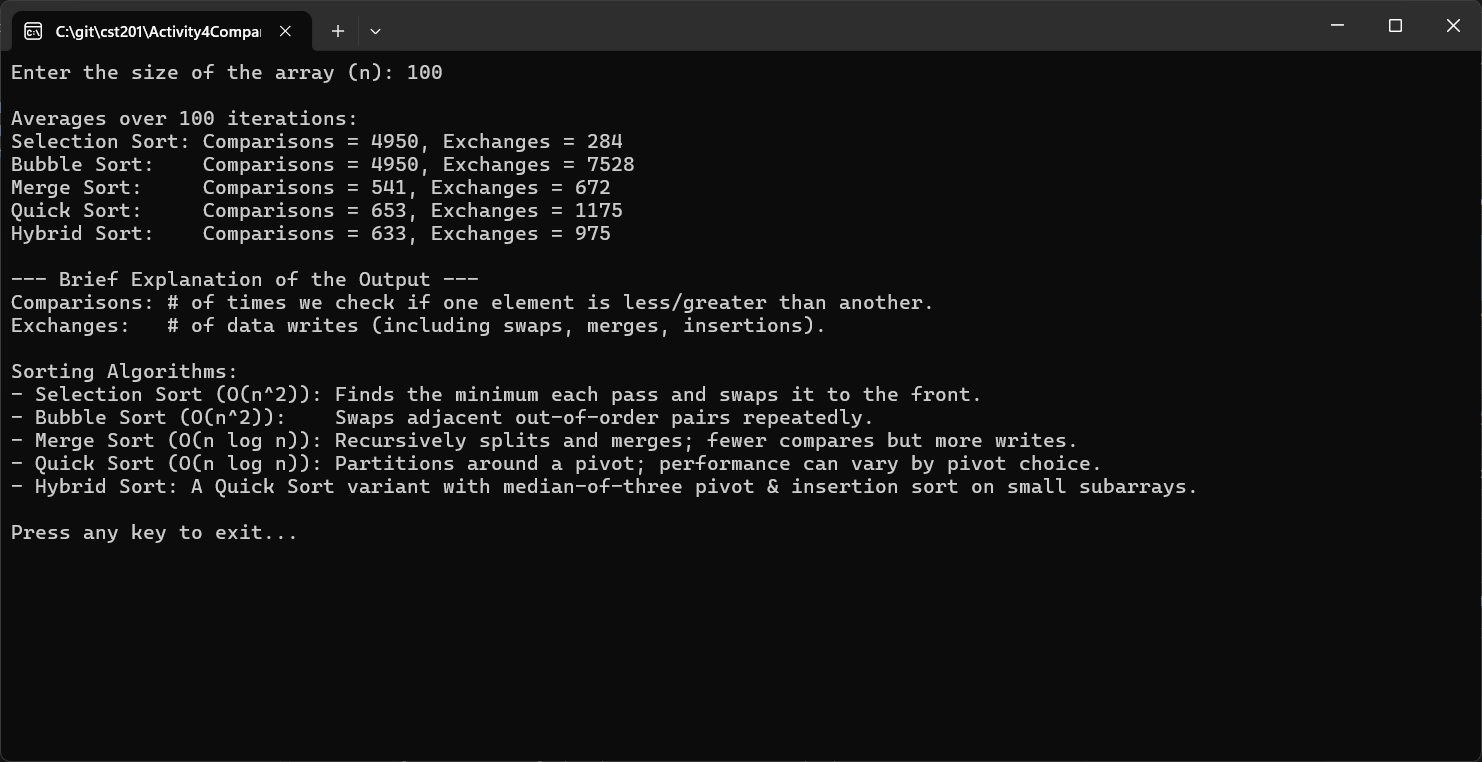 C:\git\cst201\Activity4Compa
Enter the size of the array (n): 100
Averages over 100 iterations:
Selection Sort: Comparisons = 4950, Exchanges = 284
Bubble Sort:    Comparisons = 4950, Exchanges = 7528
Merge Sort:     Comparisons = 541, Exchanges = 672
Quick Sort:     Comparisons = 653, Exchanges = 1175
Hybrid Sort:    Comparisons = 633, Exchanges = 975
--- Brief Explanation of the Output ---
Comparisons: # of times we check if one element is less/greater than another.
Exchanges:   # of data writes (including swaps, merges, insertions).
Sorting Algorithms:
- Selection Sort (O(n^2)): Finds the minimum each pass and swaps it to the front.
- Bubble Sort (O(n^2)):    Swaps adjacent out-of-order pairs repeatedly.
- Merge Sort (O(n log n)): Recursively splits and merges; fewer compares but more writes.
- Quick Sort (O(n log n)): Partitions around a pivot; performance can vary by pivot choice.
- Hybrid Sort: A Quick Sort variant with median-of-three pivot & insertion sort on small subarrays.
Press any key to exit...